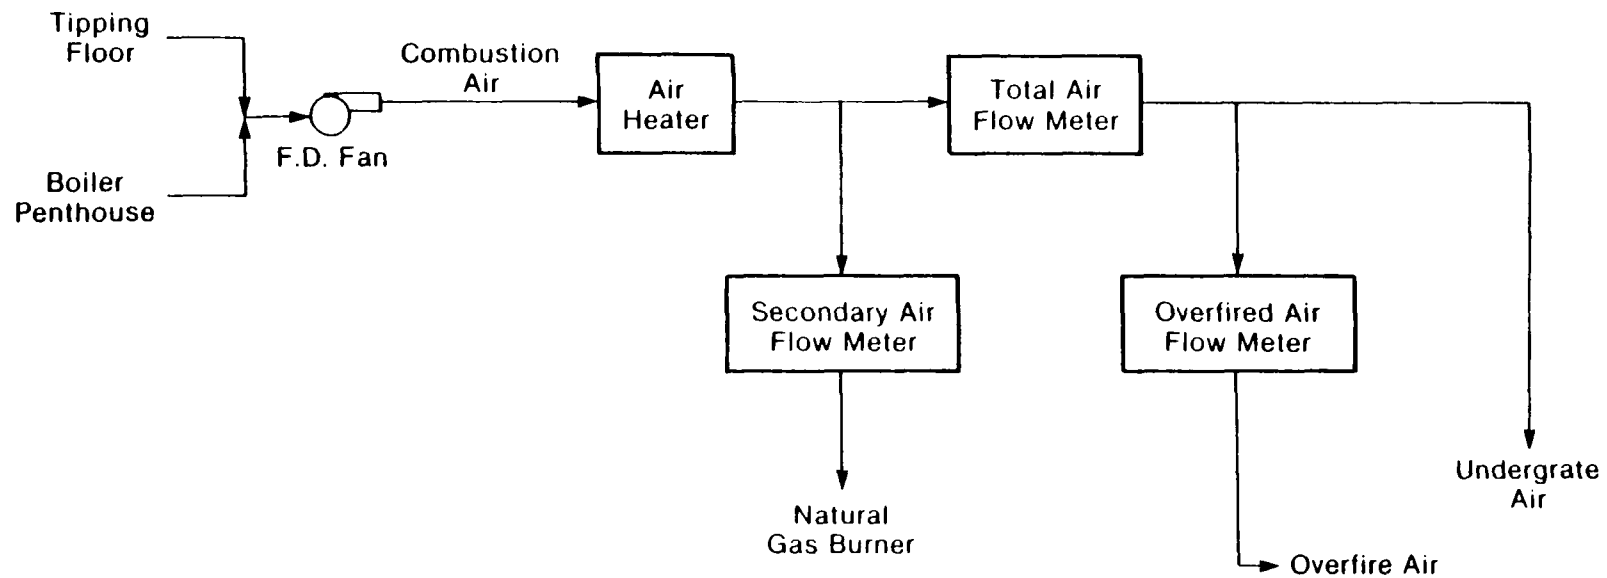 Tipping
Floor
Combustion
Air
Air
Heater
Total Air
Flow Meter
F.D. Fan
Boiler
Penthouse
Secondary Air
Flow Meter
Overfired Air
Flow Meter
Undergrate
Air
Natural
Gas Burner
Overfire Air